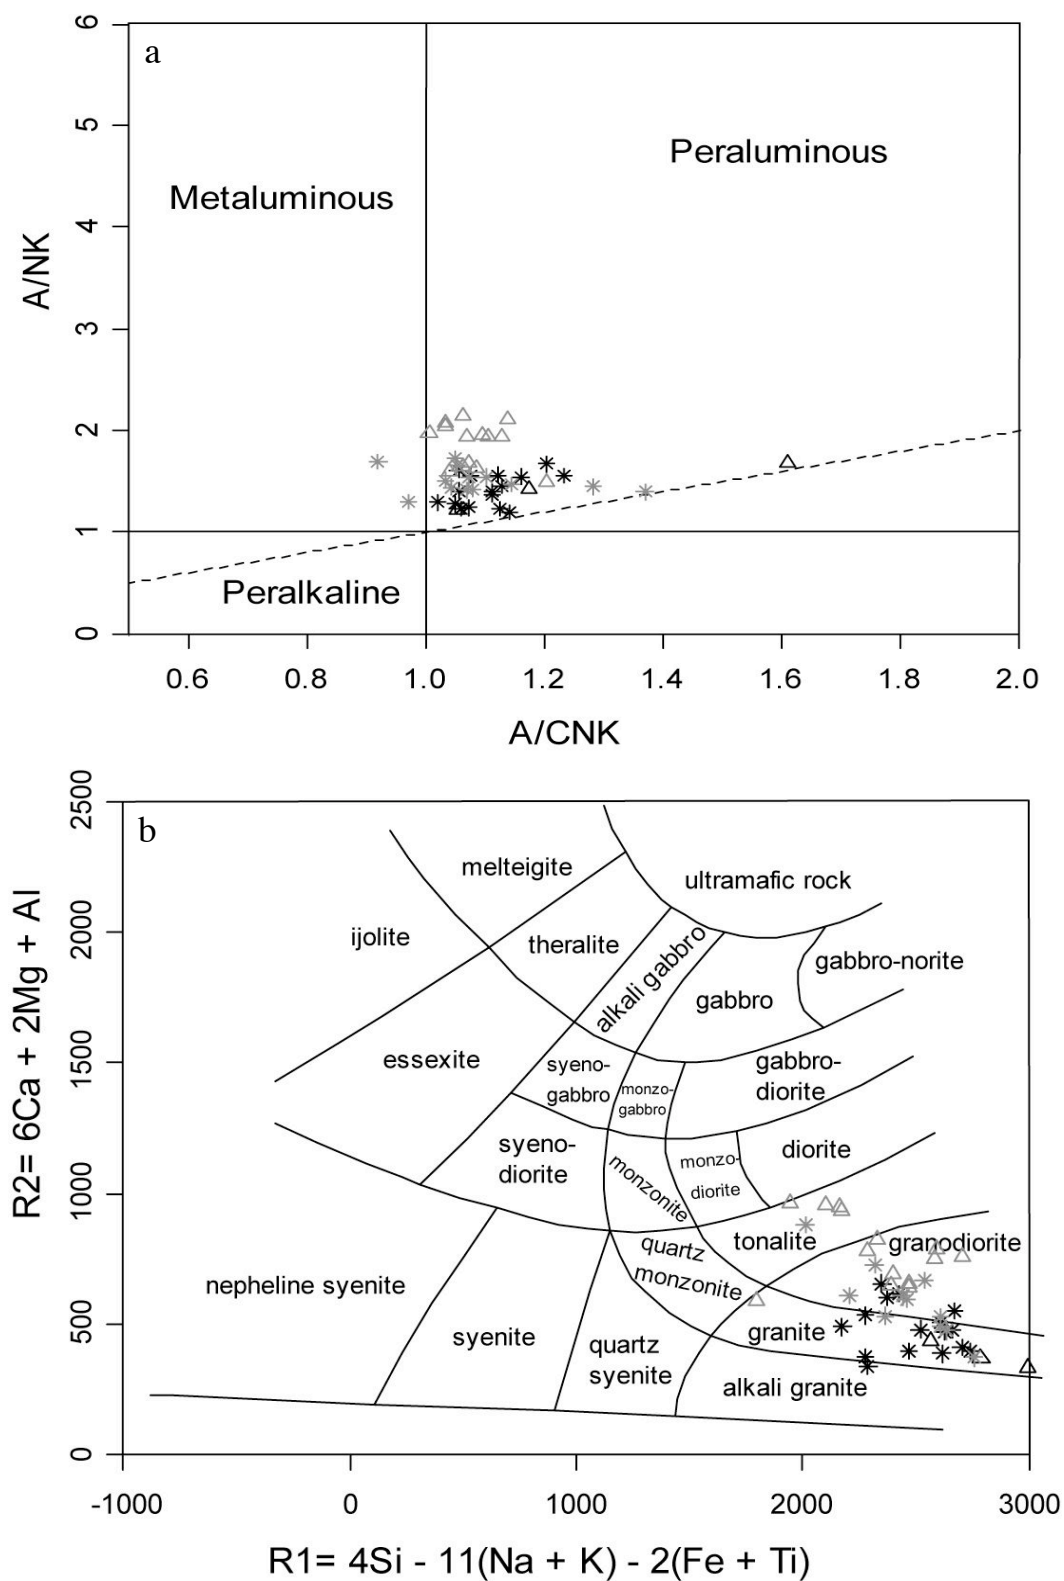 a
6
5
4
3
2
1
0
A/NK
Metaluminous
Peraluminous
Peralkaline
0.6 0.8 1.0 1.2 1.4 1.6 1.8 2.0
A/CNK
b
2500
2000
1500
1000
500
0
R2= 6Ca + 2Mg + Al
melteigite
ultramafic rock
ijolite
theralite
alkali gabbro
gabbro-norite
gabbro
essexite
syeno-
gabbro
monzo-
gabbro
gabbro-
diorite
syeno-
diorite
monzonite
monzo-
diorite
diorite
quartz
monzonite
tonalite
granodiorite
nepheline syenite
syenite
quartz
syenite
granite
alkali granite
-1000 0 1000 2000 3000
R1= 4Si - 11(Na + K) - 2(Fe + Ti)